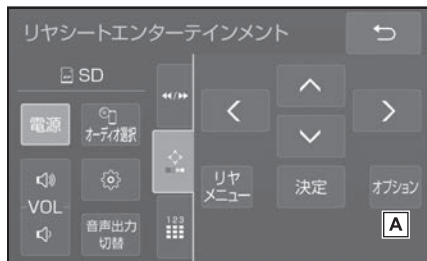 リヤシートエンターテインメント
SD
電源
オーディオ選択
VOL
音声出力
切替
123
リヤ
メニュー
決定
オプション
A